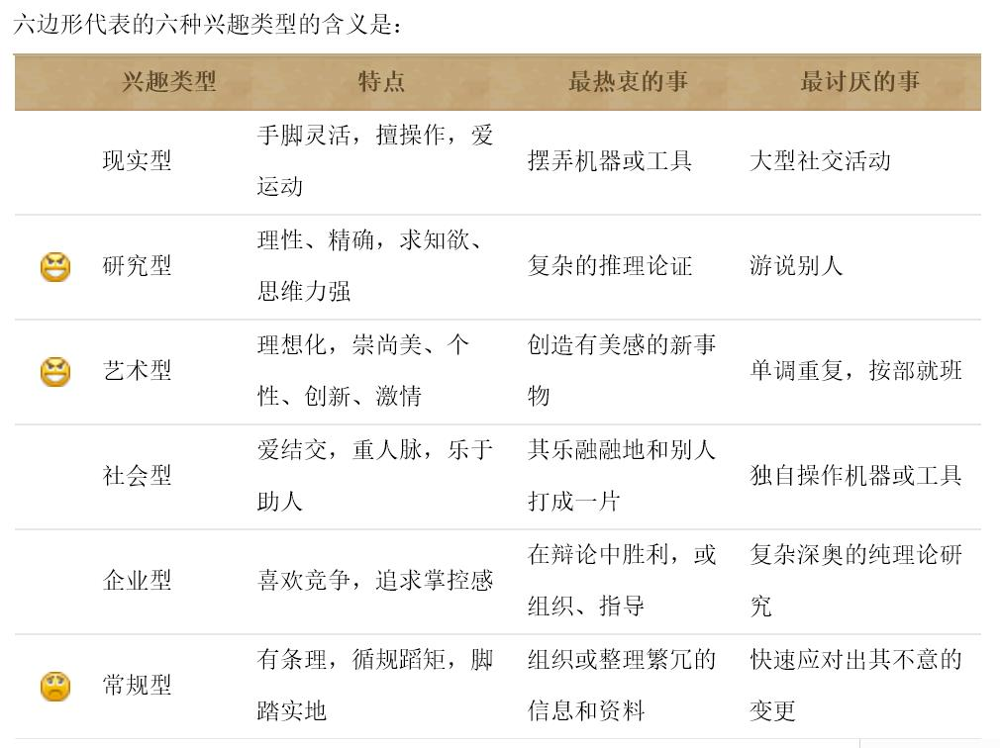 六边形代表的六种兴趣类型的含义是：
兴趣类型 特点 最热衷的事 最讨厌的事
现实型 手脚灵活，擅操作，爱运动 摆弄机器或工具 大型社交活动
研究型 理性、精确，求知欲、思维力强 复杂的推理论证 游说别人
艺术型 理想化，崇尚美、个性、创新、激情 创造有美感的新事物 单调重复，按部就班
社会型 爱结交，重人脉，乐于助人 其乐融融地和别人打成一片 独自操作机器或工具
企业型 喜欢竞争，追求掌控感 在辩论中胜利，或组织、指导 复杂深奥的纯理论研究
常规型 有条理，循规蹈矩，脚踏实地 组织或整理繁冗的信息和资料 快速应对出其不意的变更